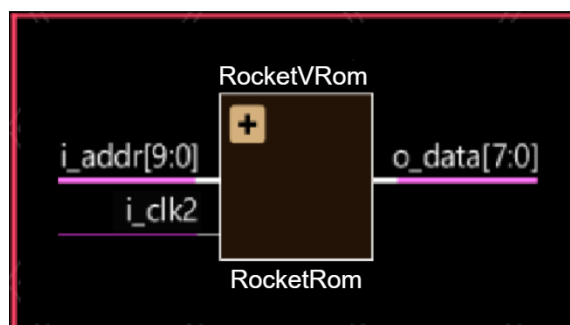 RocketVRom
+
i_addr[9:0]
o_data[7:0]
i_clk2
RocketRom